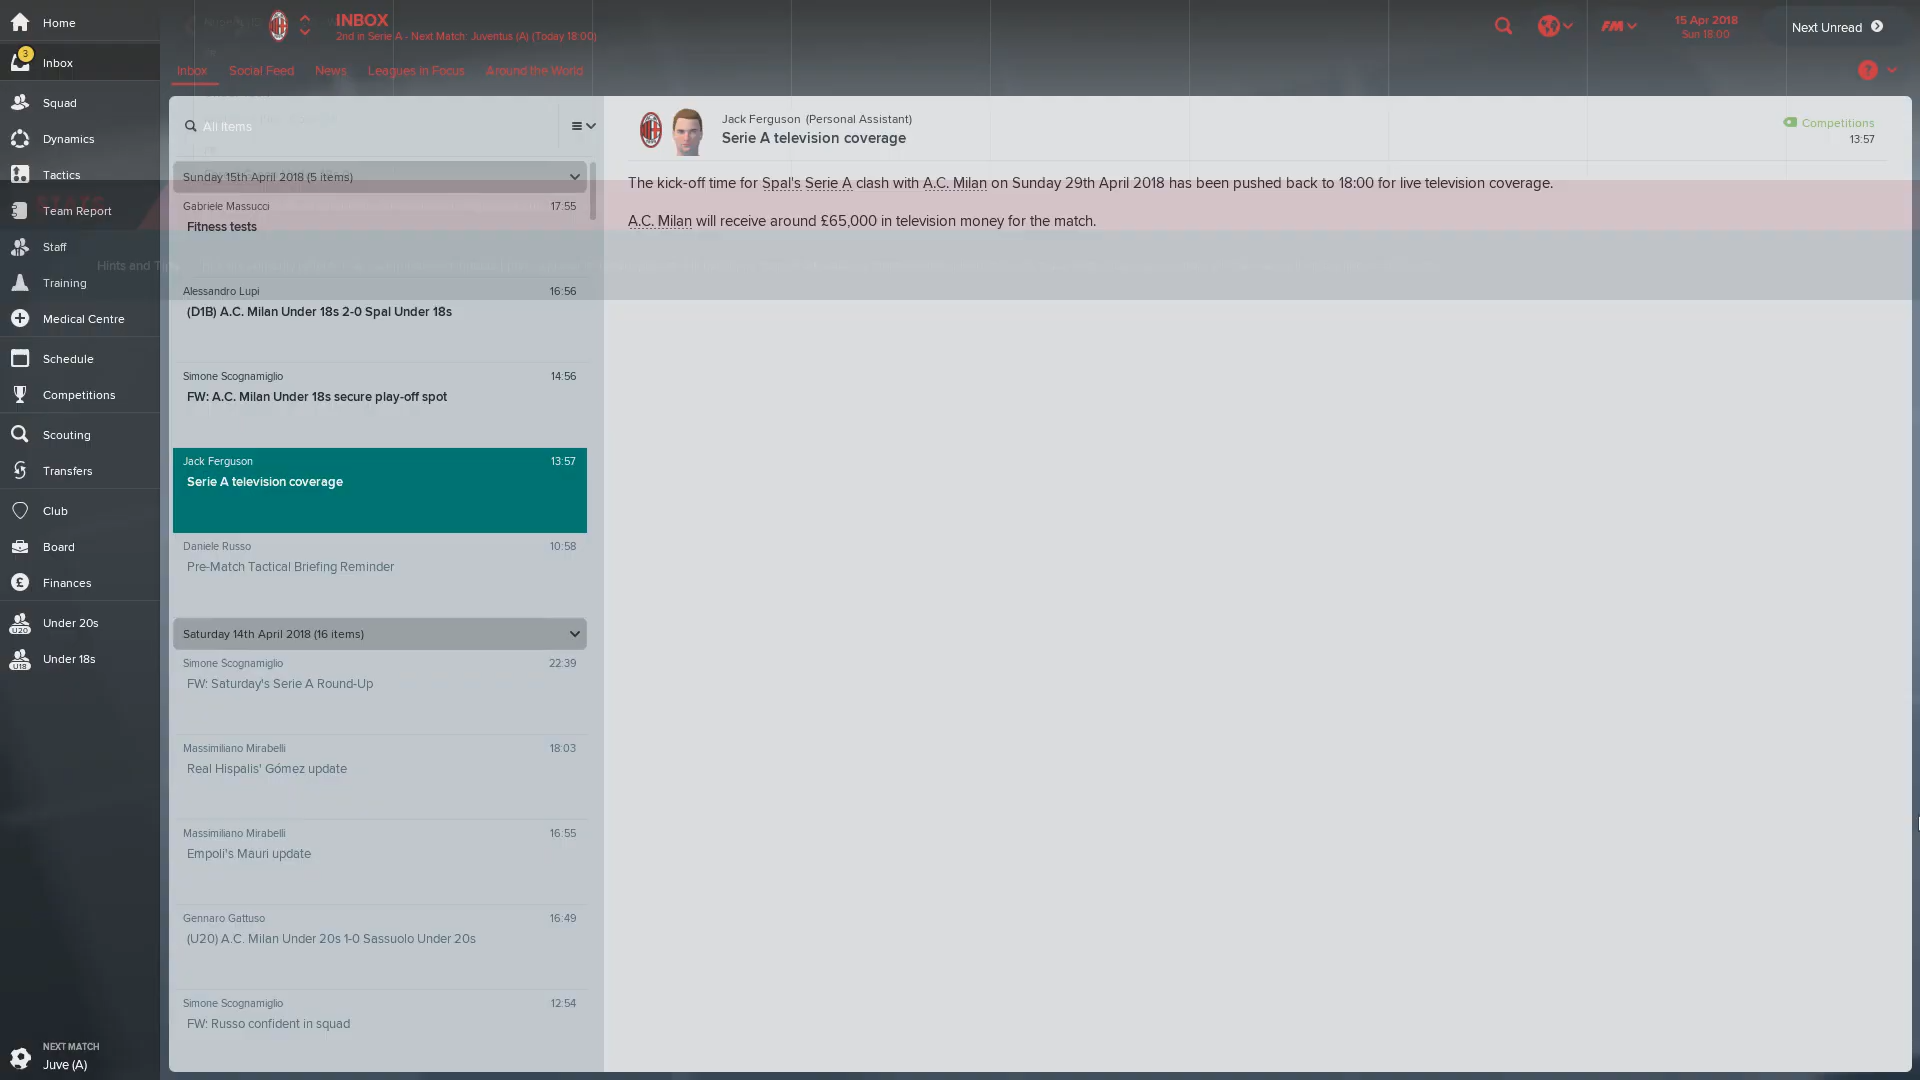 Home
3
Inbox
Squad
Dynamics
Tactics
Team Report
Staff
Hints and Tips
Training
Medical Centre
Schedule
Competitions
Scouting
Transfers
Club
Board
£
Finances
U20
Under 20s
U18
Under 18s
NEXT MATCH
Juve (A)
INBOX
2nd in Serie A - Next Match: Juventus (A) (Today 18:00)
FM
15 Apr 2018
Sun 18:00
Next Unread
Inbox
Social Feed
News
Leagues in Focus
Around the World
?
All Items
Sunday 15th April 2018 (5 items)
Gabriele Massucci
17:55
Fitness tests
Alessandro Lupi
16:56
(D1B) A.C. Milan Under 18s 2-0 Spal Under 18s
Simone Scognamiglio
14:56
FW: A.C. Milan Under 18s secure play-off spot
Jack Ferguson
13:57
Serie A television coverage
Daniele Russo
10:58
Pre-Match Tactical Briefing Reminder
Saturday 14th April 2018 (16 items)
Simone Scognamiglio
22:39
FW: Saturday's Serie A Round-Up
Massimiliano Mirabelli
18:03
Real Hispalis' Gómez update
Massimiliano Mirabelli
16:55
Empoli's Mauri update
Gennaro Gattuso
16:49
(U20) A.C. Milan Under 20s 1-0 Sassuolo Under 20s
Simone Scognamiglio
12:54
FW: Russo confident in squad
Jack Ferguson (Personal Assistant)
Serie A television coverage
Competitions
13:57
The kick-off time for Spal's Serie A clash with A.C. Milan on Sunday 29th April 2018 has been pushed back to 18:00 for live television coverage.
A.C. Milan will receive around £65,000 in television money for the match.